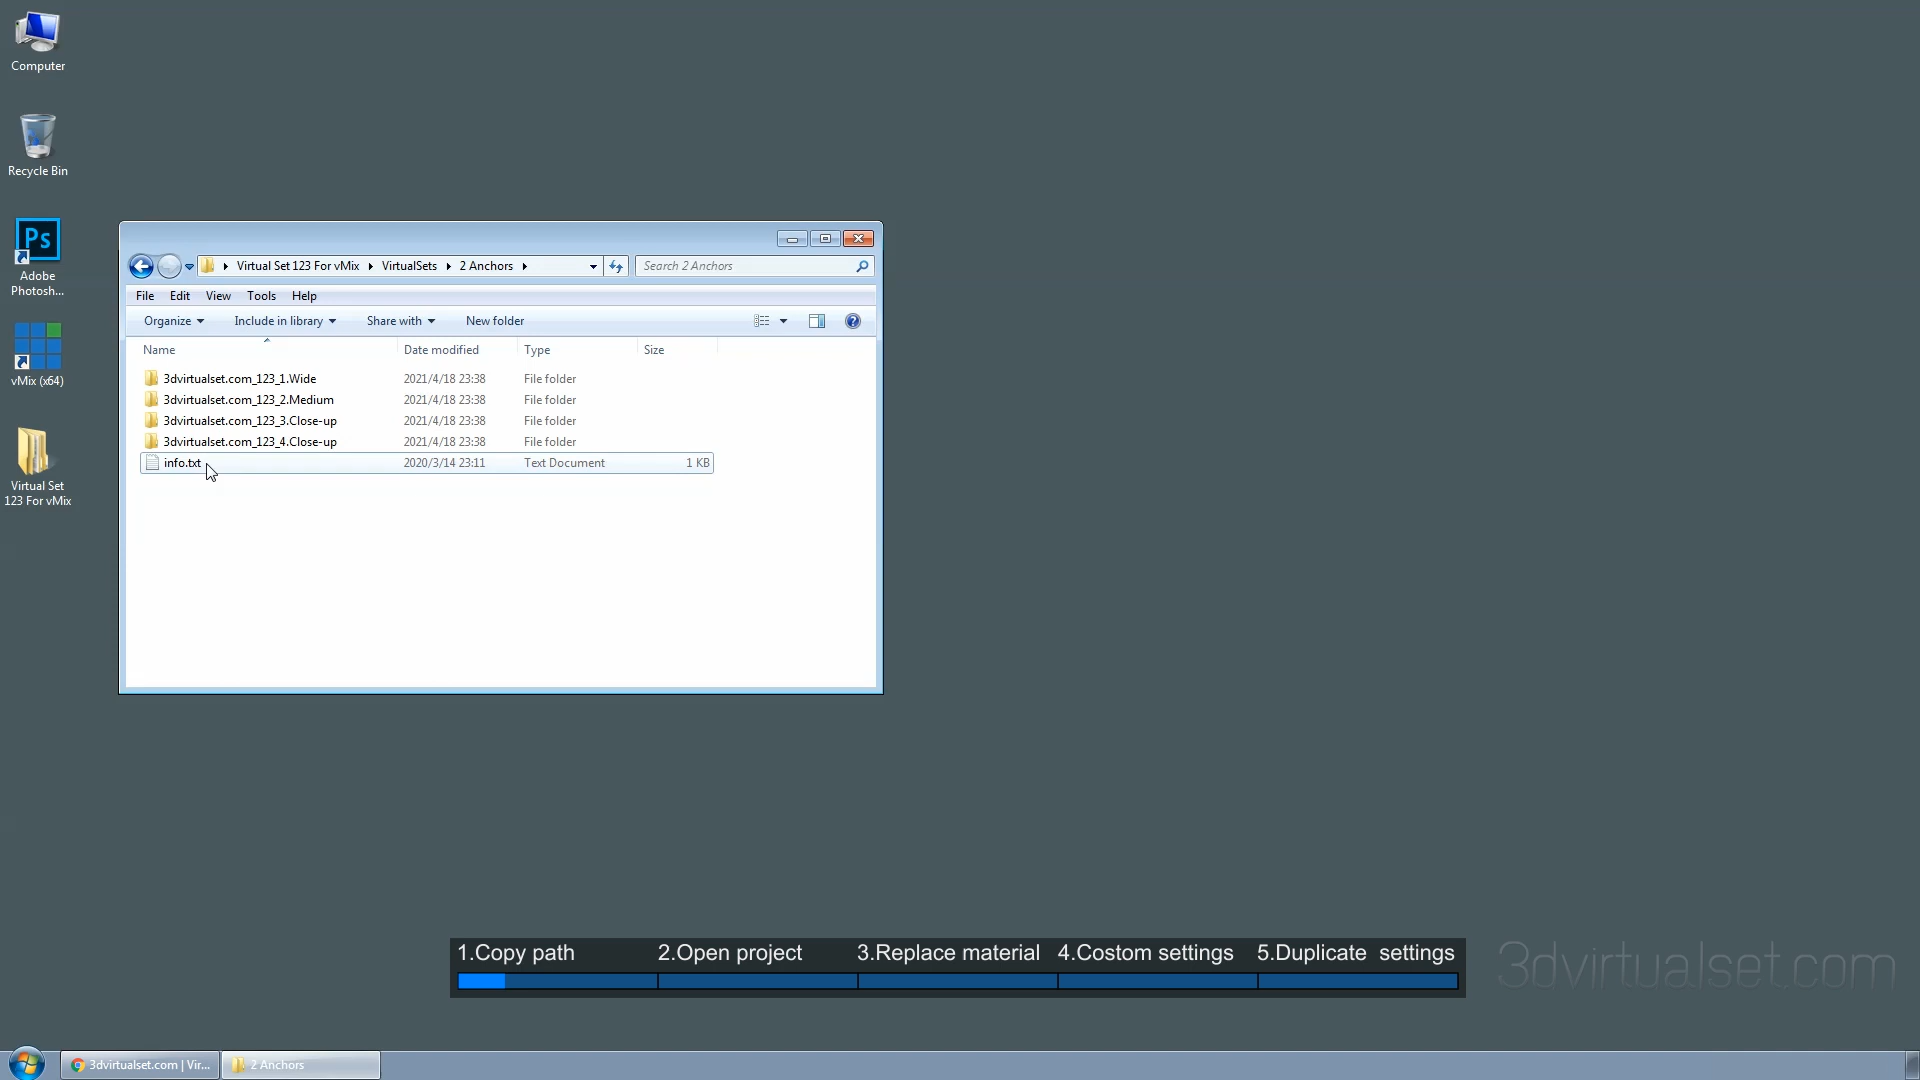 Computer
Recycle Bin
Ps
Adobe
Photosh...
vMix (x64)
Virtual Set
123 For vMix
Virtual Set 123 For vMix VirtualSets 2 Anchors
Search 2 Anchors
File Edit View Tools Help
Organize Include in library Share with New folder
Name Date modified Type Size
3dvirtualset.com_123_1.Wide 2021/4/18 23:38 File folder
3dvirtualset.com_123_2.Medium 2021/4/18 23:38 File folder
3dvirtualset.com_123_3.Close-up 2021/4/18 23:38 File folder
3dvirtualset.com_123_4.Close-up 2021/4/18 23:38 File folder
info.txt 2020/3/14 23:11 Text Document 1 KB
1.Copy path 2.Open project 3.Replace material 4.Costom settings 5.Duplicate settings
3dvirtualset.com
3dvirtualset.com | Vir... 2 Anchors